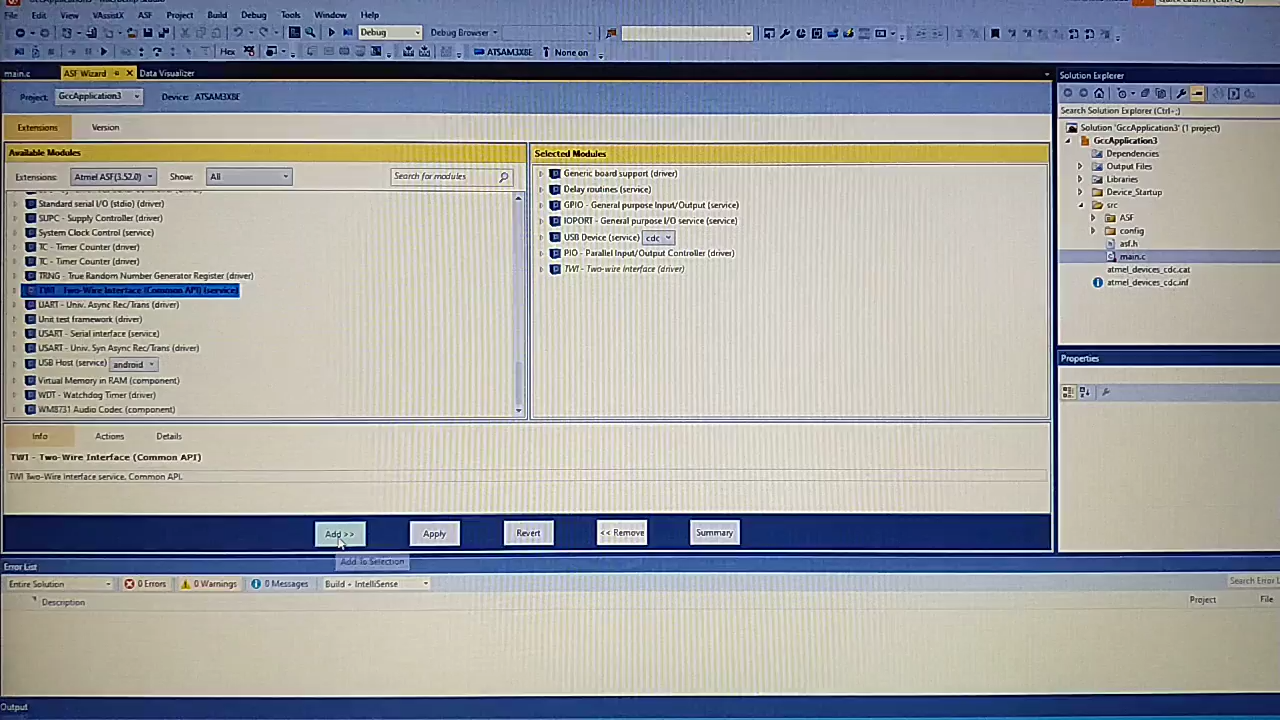 File Edit View VAssistX ASF Project Build Debug Tools Window Help
Debug Debug Browser
Hex ATSAM3X8E None on
main.c ASF Wizard Data Visualizer
Project: GccApplication3 Device: ATSAM3X8E
Extensions Version
Available Modules
Extensions: Atmel ASF(3.52.0) Show: All Search for modules
Standard serial I/O (stdio) (driver)
SUPC - Supply Controller (driver)
System Clock Control (service)
TC - Timer Counter (driver)
TC - Timer Counter (driver)
TRNG - True Random Number Generator Register (driver)
TWI - Two-Wire Interface (Common API) (service)
UART - Univ. Async Rec/Trans (driver)
Unit test framework (driver)
USART - Serial interface (service)
USART - Univ. Syn Async Rec/Trans (driver)
USB Host (service) android
Virtual Memory in RAM (component)
WDT - Watchdog Timer (driver)
WM8731 Audio Codec (component)
Selected Modules
Generic board support (driver)
Delay routines (service)
GPIO - General purpose Input/Output (service)
IOPORT - General purpose I/O service (service)
USB Device (service) cdc
PIO - Parallel Input/Output Controller (driver)
TWI - Two-wire Interface (driver)
Info Actions Details
TWI - Two-Wire Interface (Common API)
TWI Two-Wire Interface service, Common API.
Add >> Apply Revert << Remove Summary
Add To Selection
Error List
Entire Solution 0 Errors 0 Warnings 0 Messages Build + IntelliSense Search Error L
Description Project File
Output
Solution Explorer
Search Solution Explorer (Ctrl+;)
Solution 'GccApplication3' (1 project)
GccApplication3
Dependencies
Output Files
Libraries
Device_Startup
src
ASF
config
asf.h
main.c
atmel_devices_cdc.cat
atmel_devices_cdc.inf
Properties